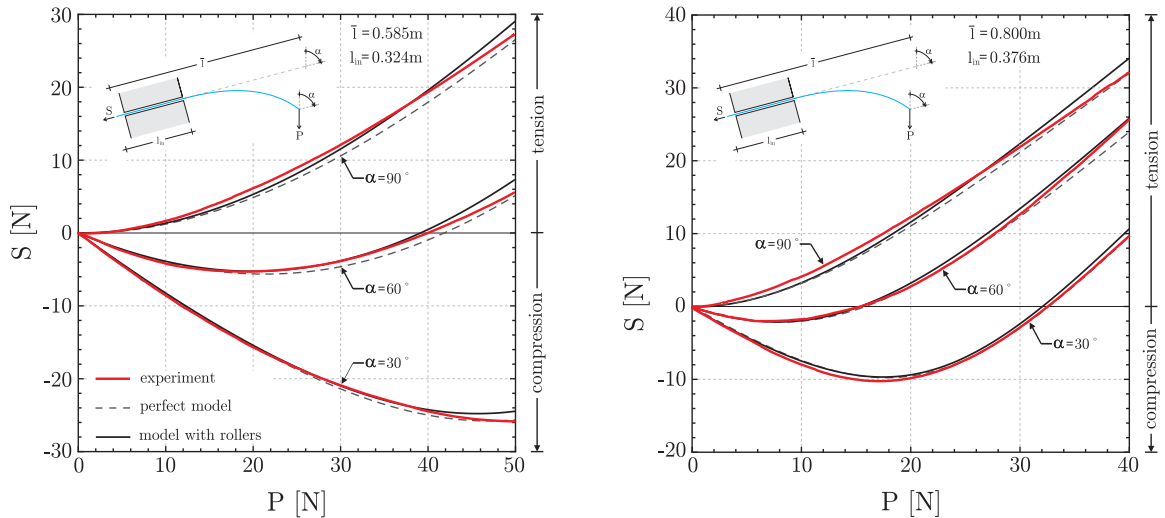 30
20
10
0
-10
-20
-30
S [N]
0
10
20
30
40
50
P [N]
l̄ = 0.585m
l_in = 0.324m
l̄
α
α
S
P
l_in
α=90°
α=60°
α=30°
experiment
perfect model
model with rollers
tension
compression
40
30
20
10
0
-10
-20
S [N]
0
10
20
30
40
P [N]
l̄ = 0.800m
l_in = 0.376m
l̄
α
α
S
P
l_in
α=90°
α=60°
α=30°
tension
compression